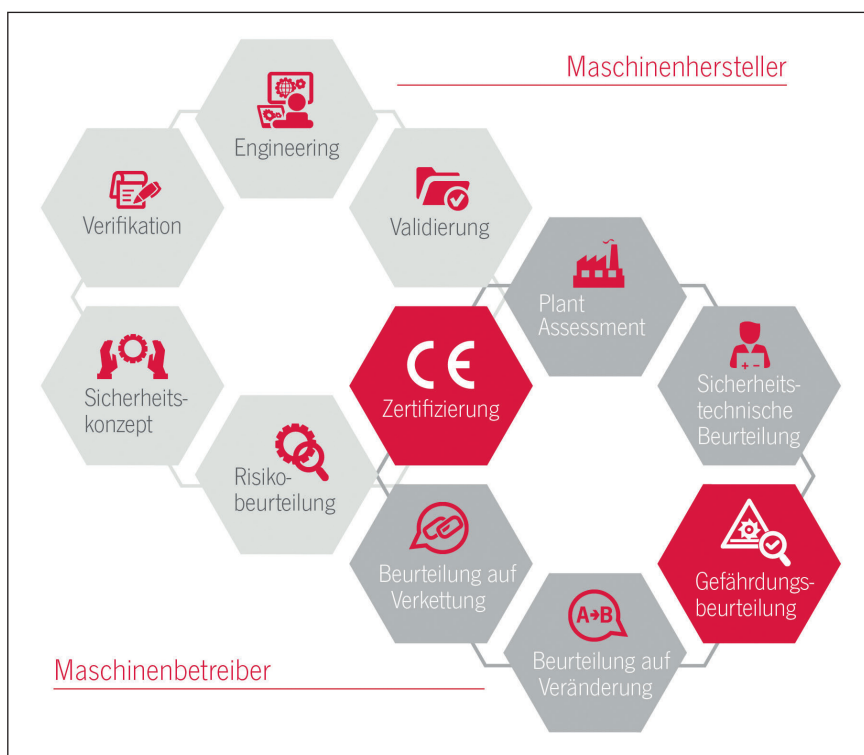 Maschinenhersteller
Engineering
Verifikation
Validierung
Plant
Assessment
Sicherheits-
konzept
CE
Zertifizierung
Sicherheits-
technische
Beurteilung
Risiko-
beurteilung
Beurteilung auf
Verkettung
Gefährdungs-
beurteilung
A→B
Beurteilung auf
Veränderung
Maschinenbetreiber